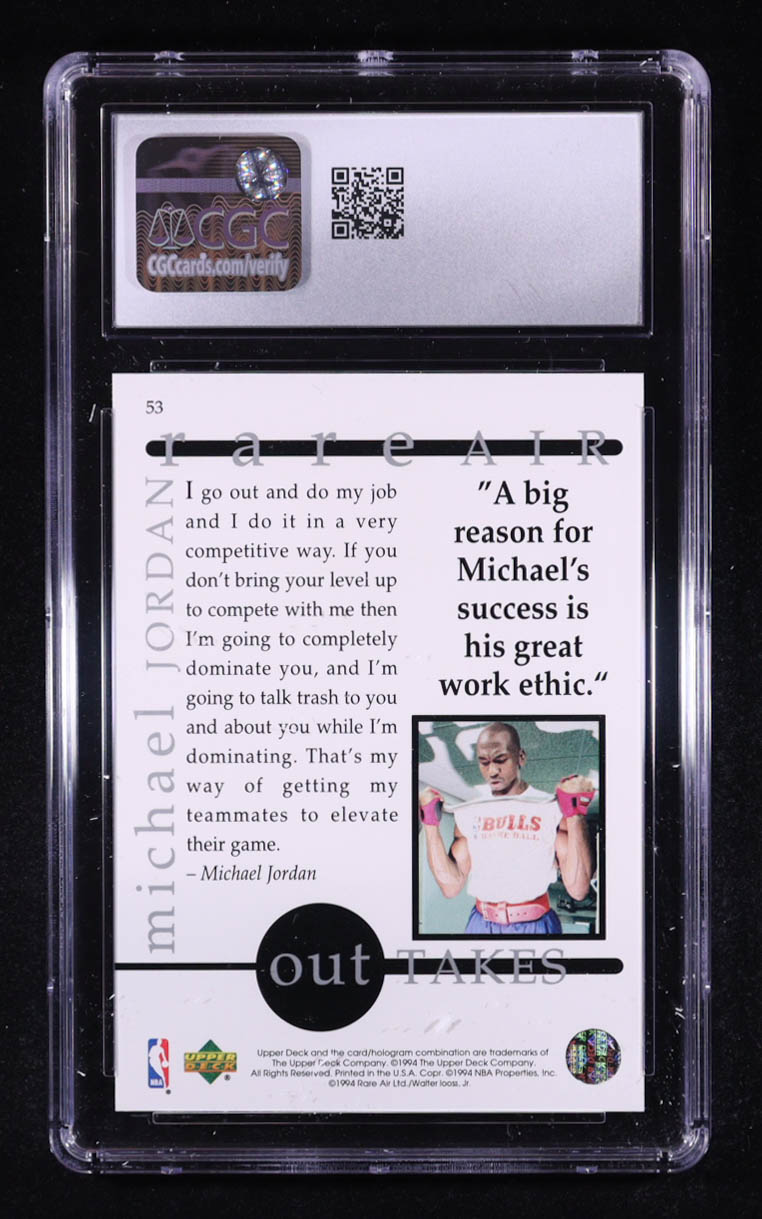 CGC
CGCcards.com/verify
53
rare AIR
michael JORDAN
I go out and do my job
and I do it in a very
competitive way. If you
don't bring your level up
to compete with me then
I'm going to completely
dominate you, and I'm
going to talk trash to you
and about you while I'm
dominating. That's my
way of getting my
teammates to elevate
their game.
– Michael Jordan
"A big
reason for
Michael's
success is
his great
work ethic."
BULLS
out TAKES
NBA
UPPER
DECK
Upper Deck and the card/hologram combination are trademarks of
The Upper Deck Company. ©1994 The Upper Deck Company.
All Rights Reserved. Printed in the U.S.A. Copr. ©1994 NBA Properties, Inc.
©1994 Rare Air Ltd./Walter Iooss, Jr.